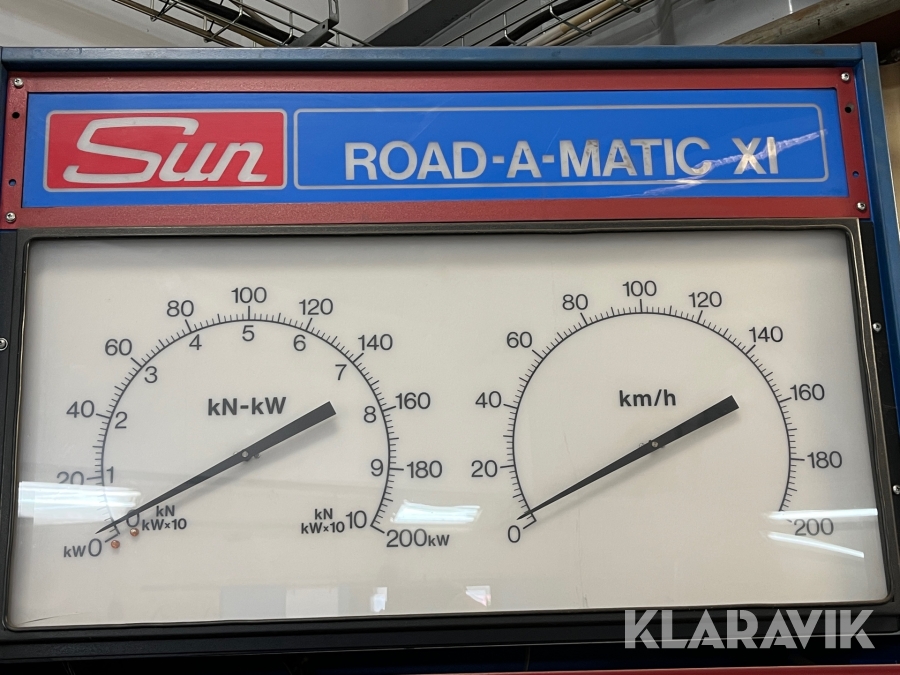 Sun ROAD-A-MATIC XI
100 100
80 120 80 120
4 5 6
60 140 60 140
3 7
kN-kW km/h
40 160 40 160
2 8
20 1 9 180 20 180
0 0 kN kN
kW kW×10 kW×10 10 200kW 0 200
KLARAVIK